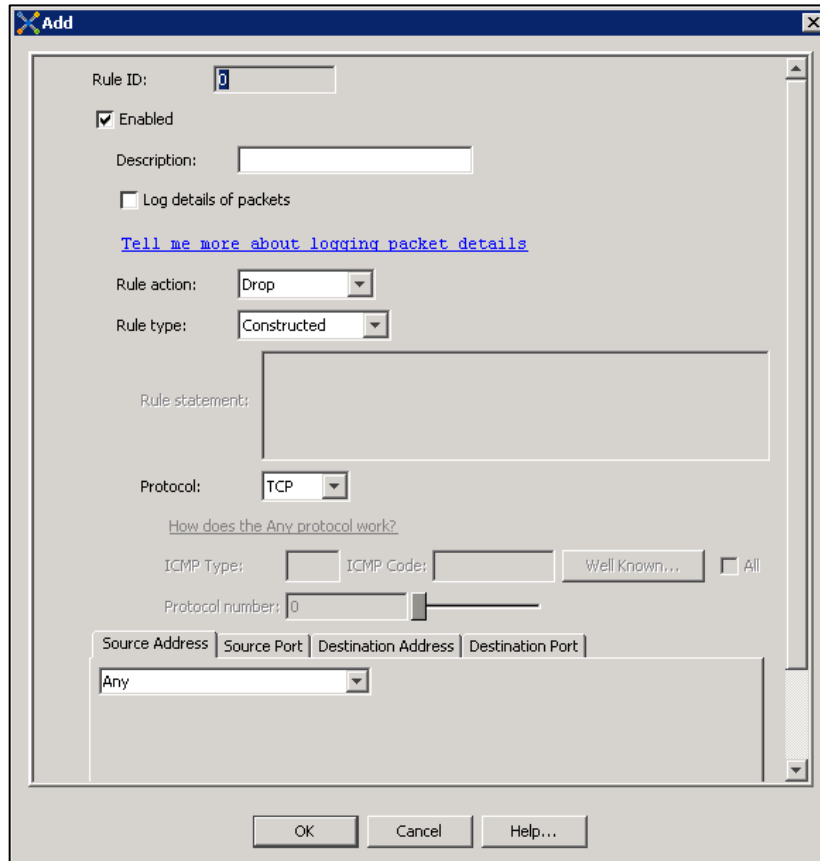 Add
Rule ID: 0
Enabled
Description:
Log details of packets
Tell me more about logging packet details
Rule action: Drop
Rule type: Constructed
Rule statement:
Protocol: TCP
How does the Any protocol work?
ICMP Type: ICMP Code: Well Known... All
Protocol number: 0
Source Address Source Port Destination Address Destination Port
Any
OK Cancel Help...